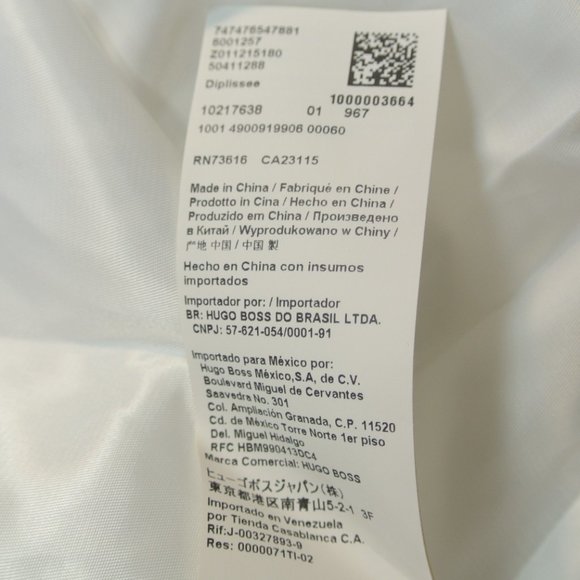 747476547881
6001257
Z011215180
50411288
Diplissee
1000003664
10217638 01 967
1001 4900919906 00060
RN73616 CA23115
Made in China / Fabriqué en Chine /
Prodotto in Cina / Hecho en China /
Produzido em China / Произведено
в Китай / Wyprodukowano w Chiny /
产地 中国 / 中国 製
Hecho en China con insumos
importados
Importador por: / Importador
BR: HUGO BOSS DO BRASIL LTDA.
CNPJ: 57-621-054/0001-91
Importado para México por:
Hugo Boss México,S.A, de C.V.
Boulevard Miguel de Cervantes
Saavedra No. 301
Col. Ampliación Granada, C.P. 11520
Cd. de México Torre Norte 1er piso
Del. Miguel Hidalgo
RFC HBM990413DC4
Marca Comercial: HUGO BOSS
ヒューゴボスジャパン(株)
東京都港区南青山5-2-1 3F
Importado en Venezuela
por Tienda Casablanca C.A.
Rif:J-00327893-9
Res: 0000071TI-02